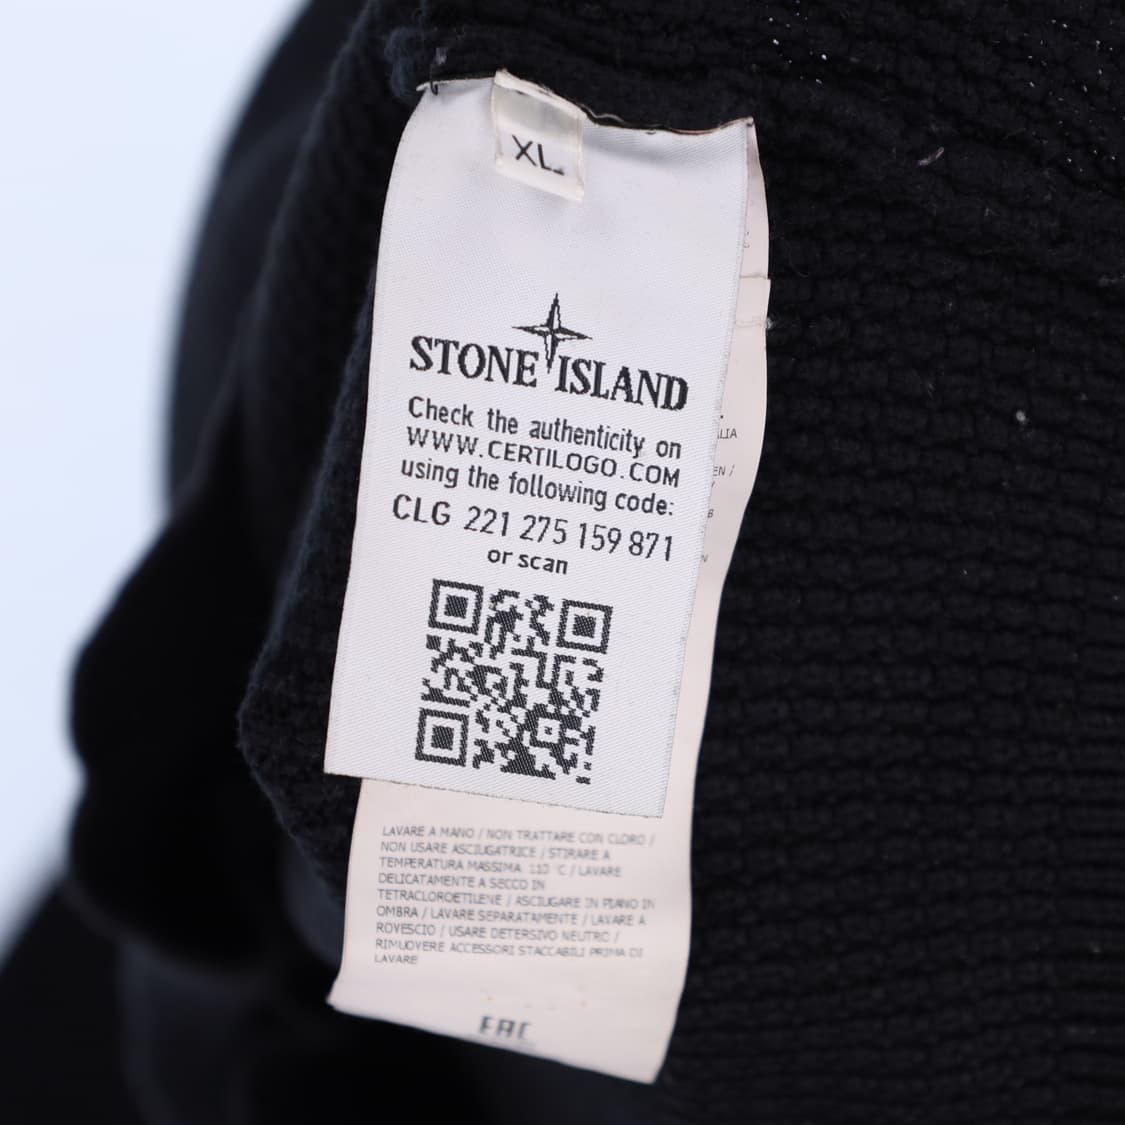 XL
STONE ISLAND
Check the authenticity on
WWW.CERTILOGO.COM
using the following code:
CLG 221 275 159 871
or scan
ALIA
EN /
/
B
N
LAVARE A MANO / NON TRATTARE CON CLORO /
NON USARE ASCIUGATRICE / STIRARE A
TEMPERATURA MASSIMA 110 °C / LAVARE
DELICATAMENTE A SECCO IN
TETRACLOROETILENE / ASCIUGARE IN PIANO IN
OMBRA / LAVARE SEPARATAMENTE / LAVARE A
ROVESCIO / USARE DETERSIVO NEUTRO /
RIMUOVERE ACCESSORI STACCABILI PRIMA DI
LAVARE
EAC